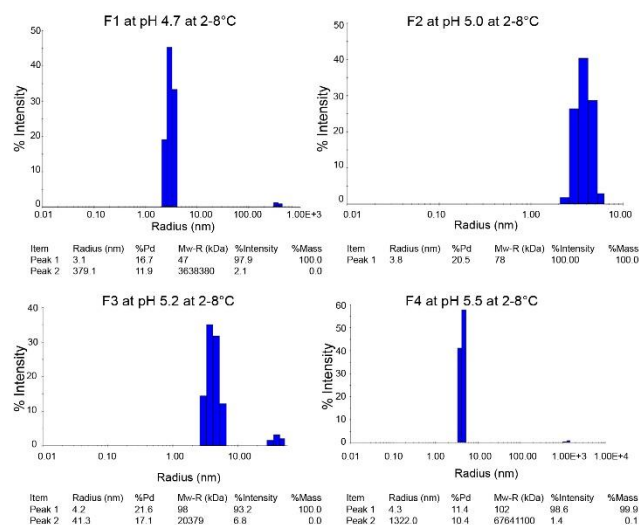 F1 at pH 4.7 at 2-8°C
% Intensity
50
40
30
20
10
0
0.01 0.10 1.00 10.00 100.00 1.00E+3
Radius (nm)
Item Radius (nm) %Pd Mw-R (kDa) %Intensity %Mass
Peak 1 3.1 16.7 47 97.9 100.0
Peak 2 379.1 11.9 3638380 2.1 0.0
F2 at pH 5.0 at 2-8°C
% Intensity
50
40
30
20
10
0
0.01 0.10 1.00 10.00
Radius (nm)
Item Radius (nm) %Pd Mw-R (kDa) %Intensity %Mass
Peak 1 3.8 20.5 78 100.00 100.0
F3 at pH 5.2 at 2-8°C
% Intensity
40
30
20
10
0
0.01 0.10 1.00 10.00
Radius (nm)
Item Radius (nm) %Pd Mw-R (kDa) %Intensity %Mass
Peak 1 4.2 21.6 98 93.2 100.0
Peak 2 41.3 17.1 20379 6.8 0.0
F4 at pH 5.5 at 2-8°C
% Intensity
60
50
40
30
20
10
0
0.01 0.10 1.00 10.00 100.00 1.00E+3 1.00E+4
Radius (nm)
Item Radius (nm) %Pd Mw-R (kDa) %Intensity %Mass
Peak 1 4.3 11.4 102 98.6 99.9
Peak 2 1322.0 10.4 67641100 1.4 0.1